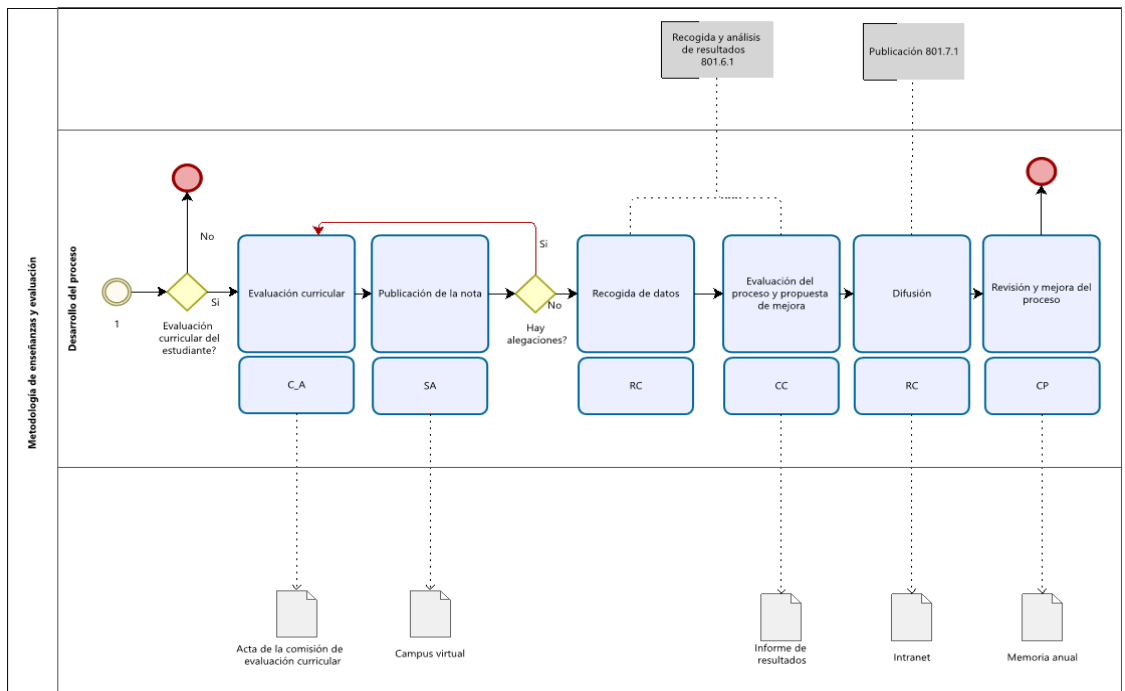 Metodología de enseñanzas y evaluación
Desarrollo del proceso
Recogida y análisis
de resultados
801.6.1
Publicación 801.7.1
1
No
Si
Evaluación
curricular del
estudiante?
Evaluación curricular
C_A
Publicación de la nota
SA
Si
No
Hay
alegaciones?
Recogida de datos
RC
Evaluación del
proceso y propuesta
de mejora
CC
Difusión
RC
Revisión y mejora del
proceso
CP
Acta de la comisión de
evaluación curricular
Campus virtual
Informe de
resultados
Intranet
Memoria anual